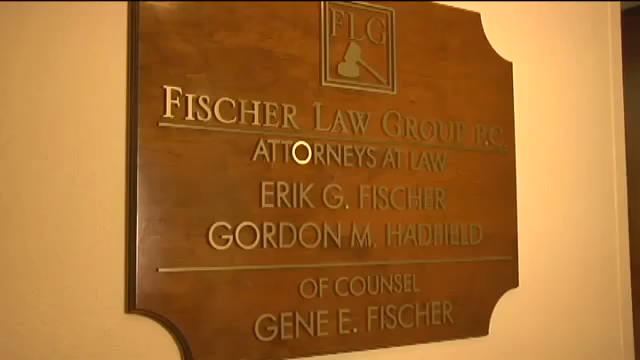 FLG
FISCHER LAW GROUP P.C.
ATTORNEYS AT LAW
ERIK G. FISCHER
GORDON M. HADFIELD
OF COUNSEL
GENE E. FISCHER